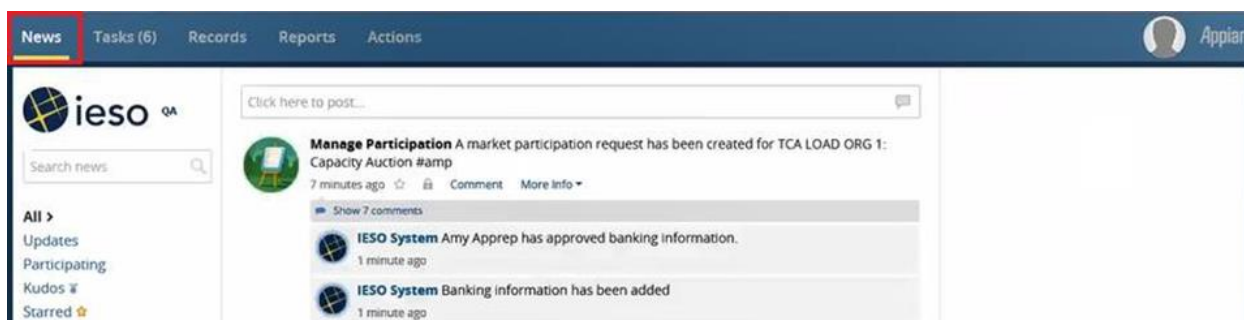 News Tasks (6) Records Reports Actions
ieso QA
Click here to post...
Search news
Manage Participation A market participation request has been created for TCA LOAD ORG 1:
Capacity Auction #amp
7 minutes ago Comment More Info
Show 7 comments
IESO System Amy Apprep has approved banking information.
1 minute ago
IESO System Banking information has been added
1 minute ago
All >
Updates
Participating
Kudos
Starred